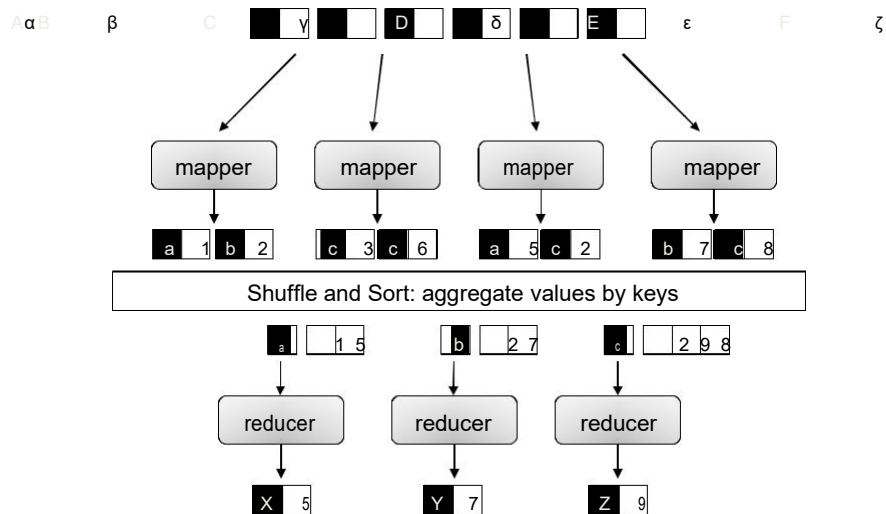 Aα B β C γ D δ E ε F ζ
mapper mapper mapper mapper
a 1 b 2 c 3 c 6 a 5 c 2 b 7 c 8
Shuffle and Sort: aggregate values by keys
a 1 5 b 2 7 c 2 9 8
reducer reducer reducer
X 5 Y 7 Z 9